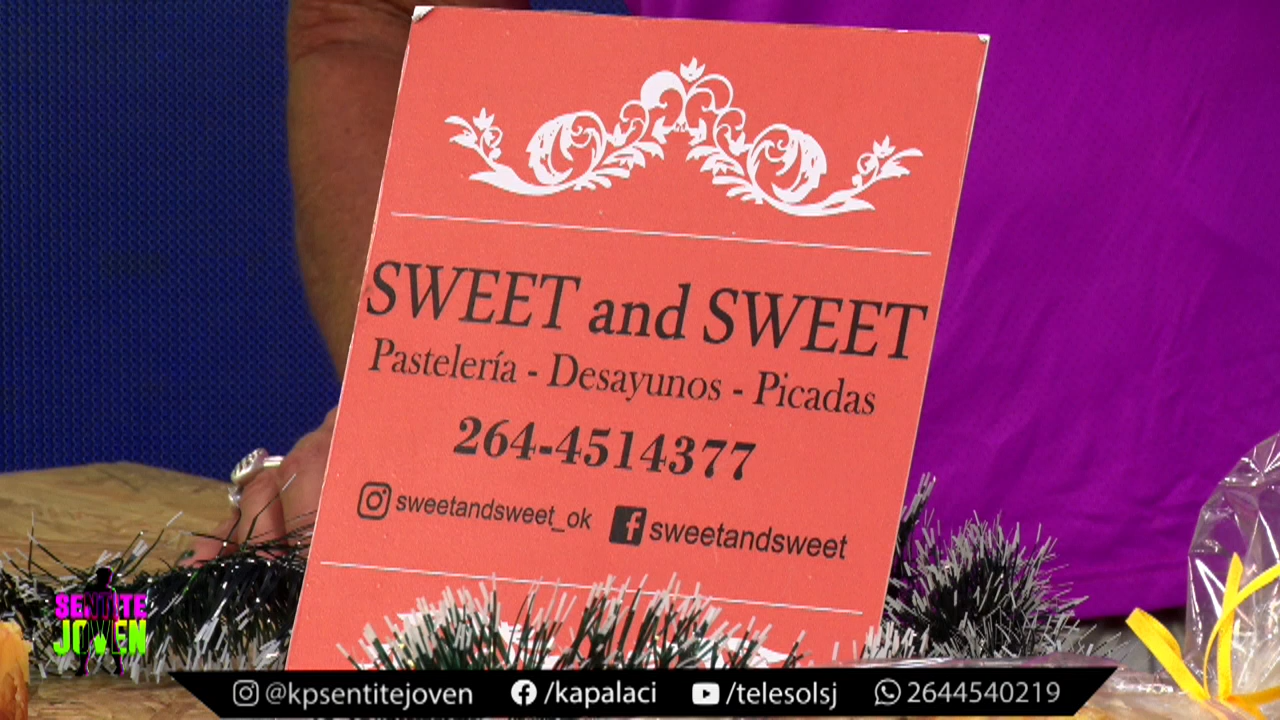 SWEET and SWEET
Pastelería - Desayunos - Picadas
264-4514377
sweetandsweet_ok sweetandsweet
SENTITE
JOVEN
@kpsentitejoven /kapalaci /telesolsj 2644540219